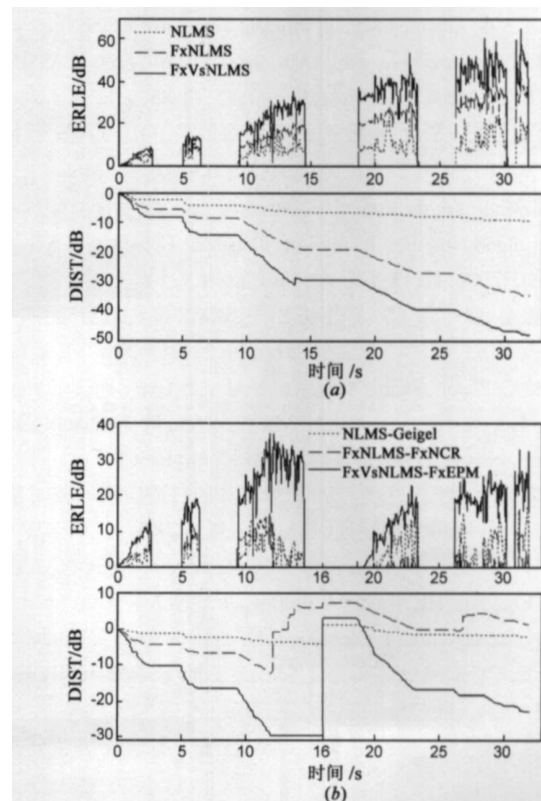 NLMS
FxNLMS
FxVsNLMS
ERLE/dB
60
40
20
0
0 5 10 15 20 25 30
DIST/dB
0
-10
-20
-30
-40
-50
0 5 10 15 20 25 30
时间 /s
(a)
NLMS-Geigel
FxNLMS-FxNCR
FxVsNLMS-FxEPM
ERLE/dB
40
30
20
10
0
0 5 10 15 20 25 30
DIST/dB
10
0
-10
-20
-30
0 5 10 15 20 25 30
时间 /s
(b)